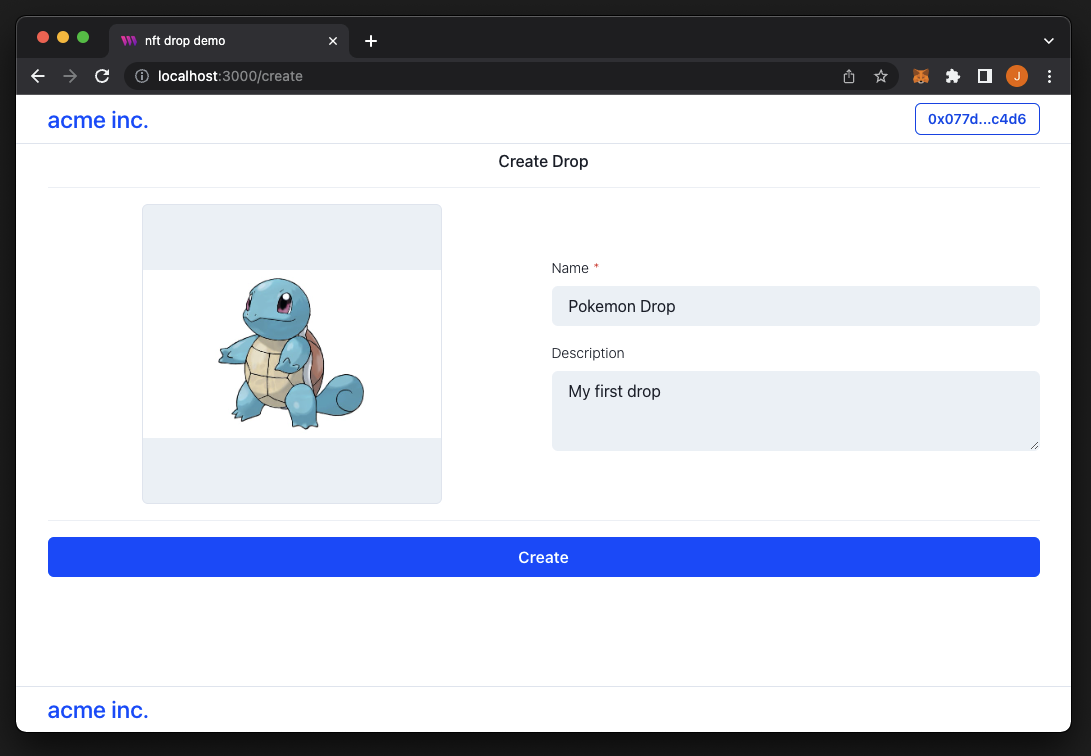 nft drop demo
localhost:3000/create
J
acme inc.
0x077d...c4d6
Create Drop
Name *
Pokemon Drop
Description
My first drop
Create
acme inc.